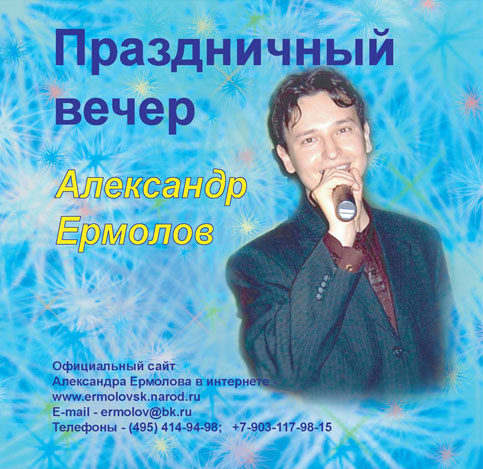 Праздничный
вечер
Александр
Ермолов
Официальный сайт
Александра Ермолова в интернете
www.ermolovsk.narod.ru
E-mail - ermolov@bk.ru
Телефоны - (495) 414-94-98;   +7-903-117-98-15